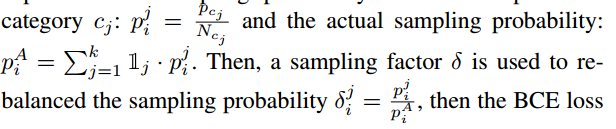 category $c_j$: $p_i^j = \frac{p_{c_j}}{N_{c_j}}$ and the actual sampling probability:
$p_i^A = \sum_{j=1}^{k} \mathbb{1}_j \cdot p_i^j$. Then, a sampling factor $\delta$ is used to re-
balanced the sampling probability $\delta_i^j = \frac{p_i^j}{p_i^A}$, then the BCE loss